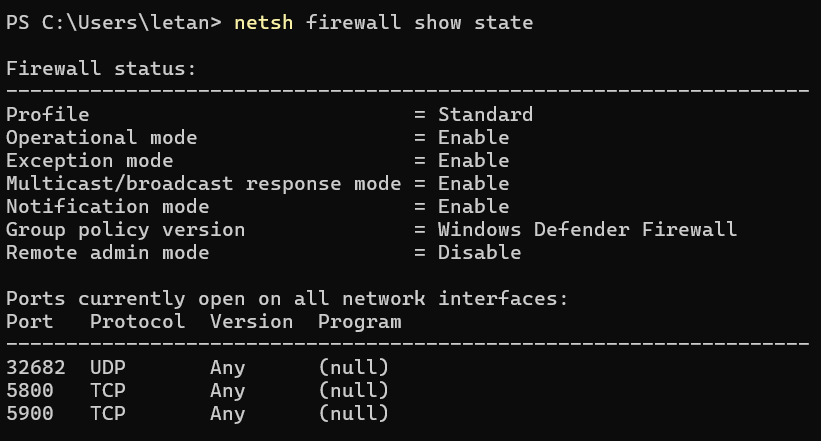 PS C:\Users\letan> netsh firewall show state
Firewall status:
-------------------------------------------------------------------
Profile                           = Standard
Operational mode                  = Enable
Exception mode                    = Enable
Multicast/broadcast response mode = Enable
Notification mode                 = Enable
Group policy version              = Windows Defender Firewall
Remote admin mode                 = Disable
Ports currently open on all network interfaces:
Port   Protocol  Version  Program
-------------------------------------------------------------------
32682  UDP       Any      (null)
5800   TCP       Any      (null)
5900   TCP       Any      (null)